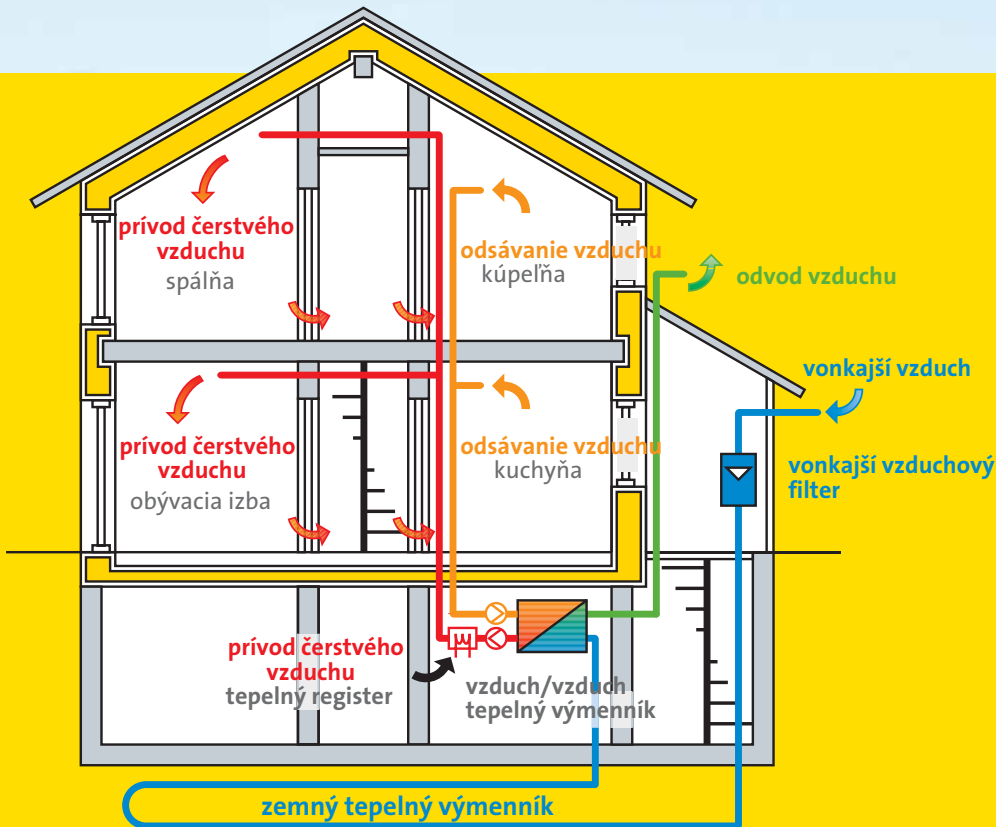 prívod čerstvého
vzduchu
spálňa
odsávanie vzduchu
kúpeľňa
odvod vzduchu
vonkajší vzduch
prívod čerstvého
vzduchu
obývacia izba
odsávanie vzduchu
kuchyňa
vonkajší vzduchový
filter
prívod čerstvého
vzduchu
tepelný register
vzduch/vzduch
tepelný výmenník
zemný tepelný výmenník